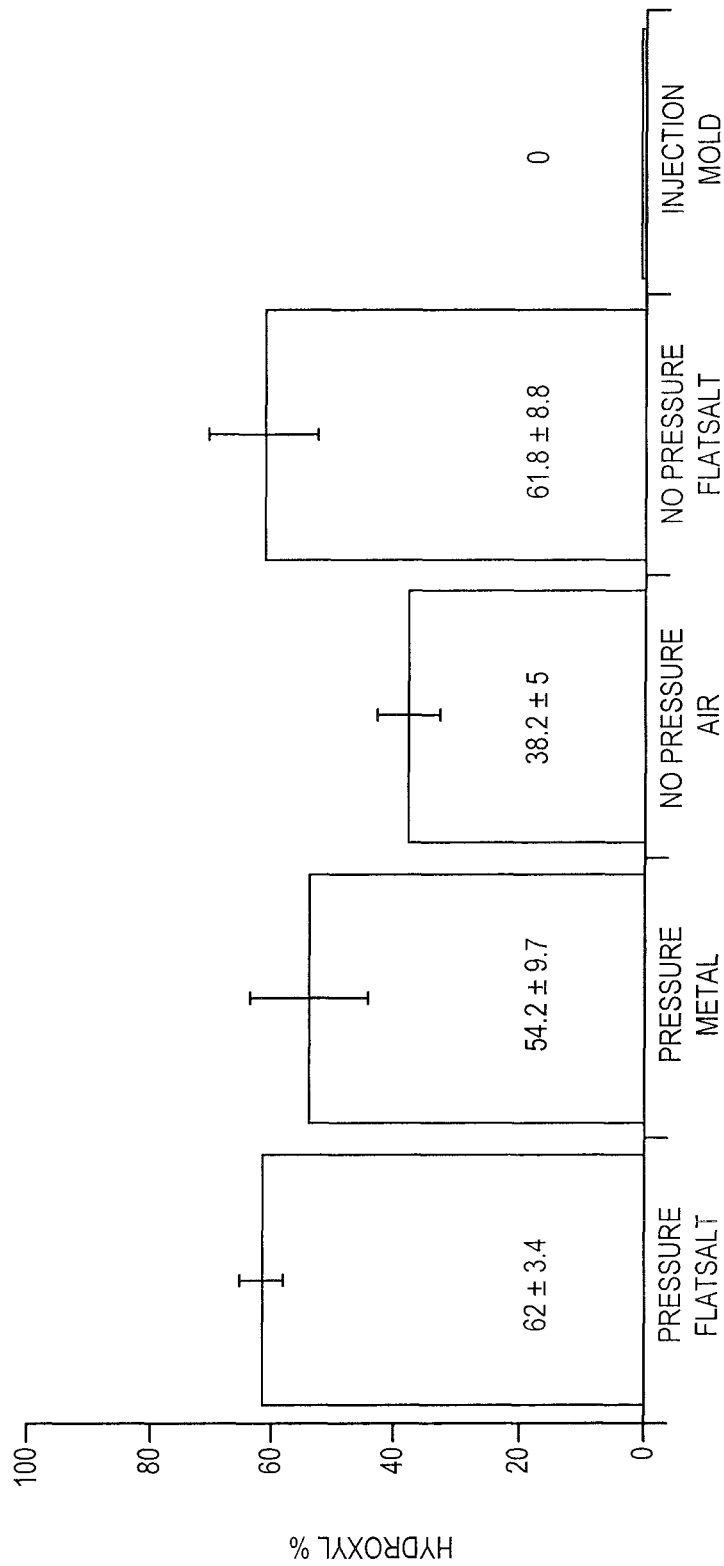 HYDROXYL %
100
80
60
40
20
0
62 ± 3.4
54.2 ± 9.7
38.2 ± 5
61.8 ± 8.8
0
PRESSURE
FLATSALT
PRESSURE
METAL
NO PRESSURE
AIR
NO PRESSURE
FLATSALT
INJECTION
MOLD